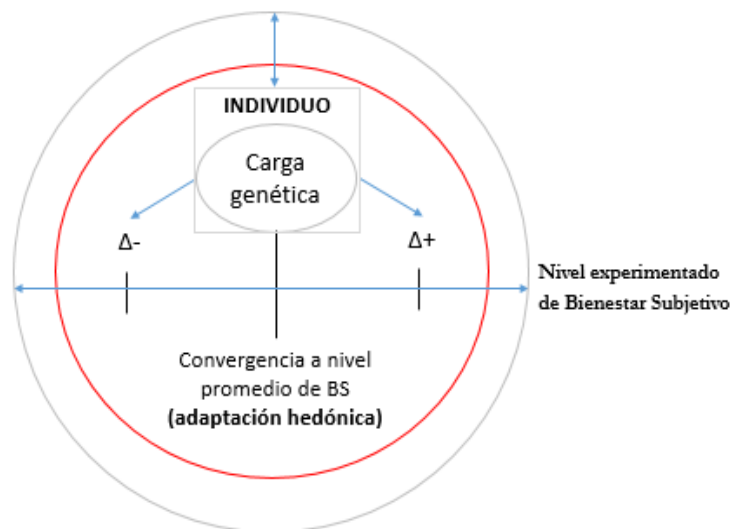 INDIVIDUO
Carga
genética
Δ-
Δ+
Nivel experimentado
de Bienestar Subjetivo
Convergencia a nivel
promedio de BS
(adaptación hedónica)